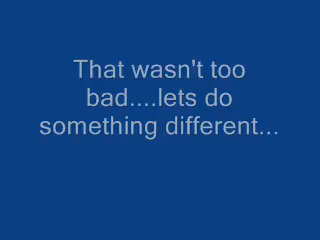 That wasn't too
bad....lets do
something different...